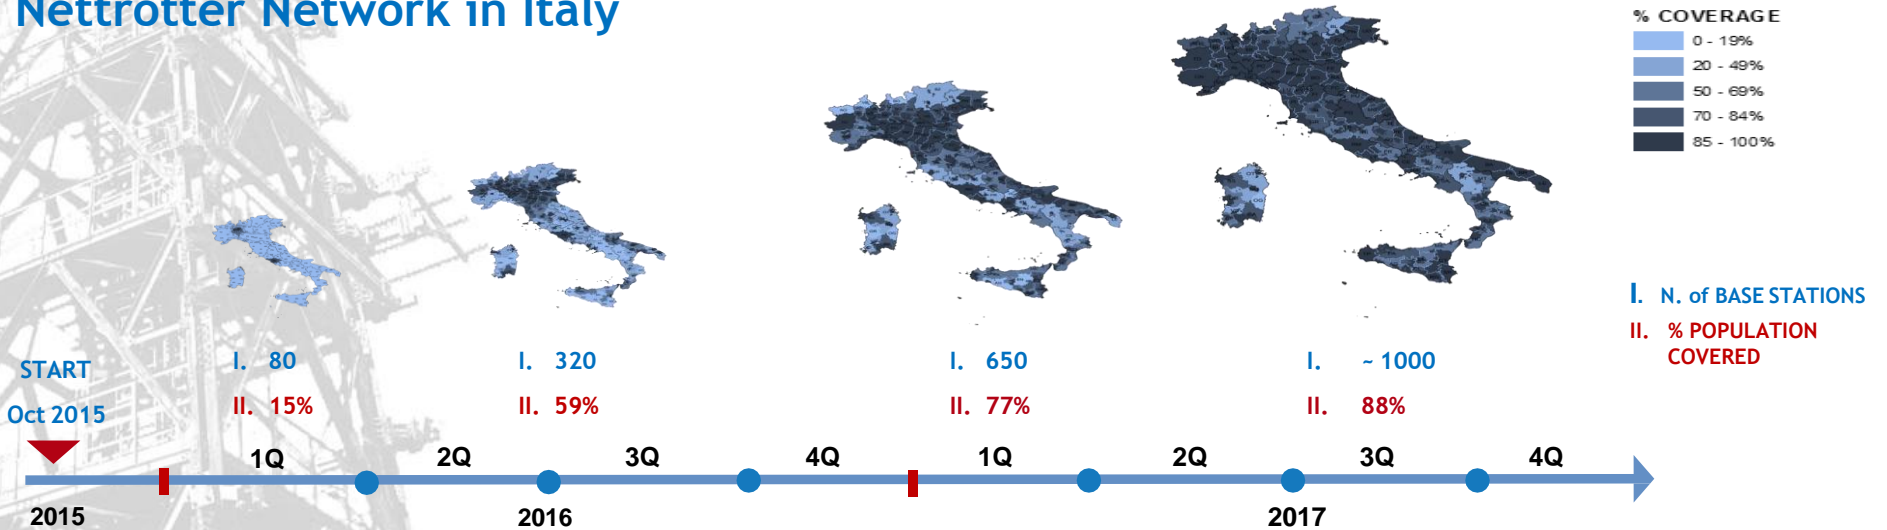 Nettrotter Network in Italy
% COVERAGE
0 - 19%
20 - 49%
50 - 69%
70 - 84%
85 - 100%
I. N. of BASE STATIONS
II. % POPULATION
COVERED
START
Oct 2015
I. 80
II. 15%
I. 320
II. 59%
I. 650
II. 77%
I. ~ 1000
II. 88%
1Q
2Q
3Q
4Q
1Q
2Q
3Q
4Q
2015
2016
2017